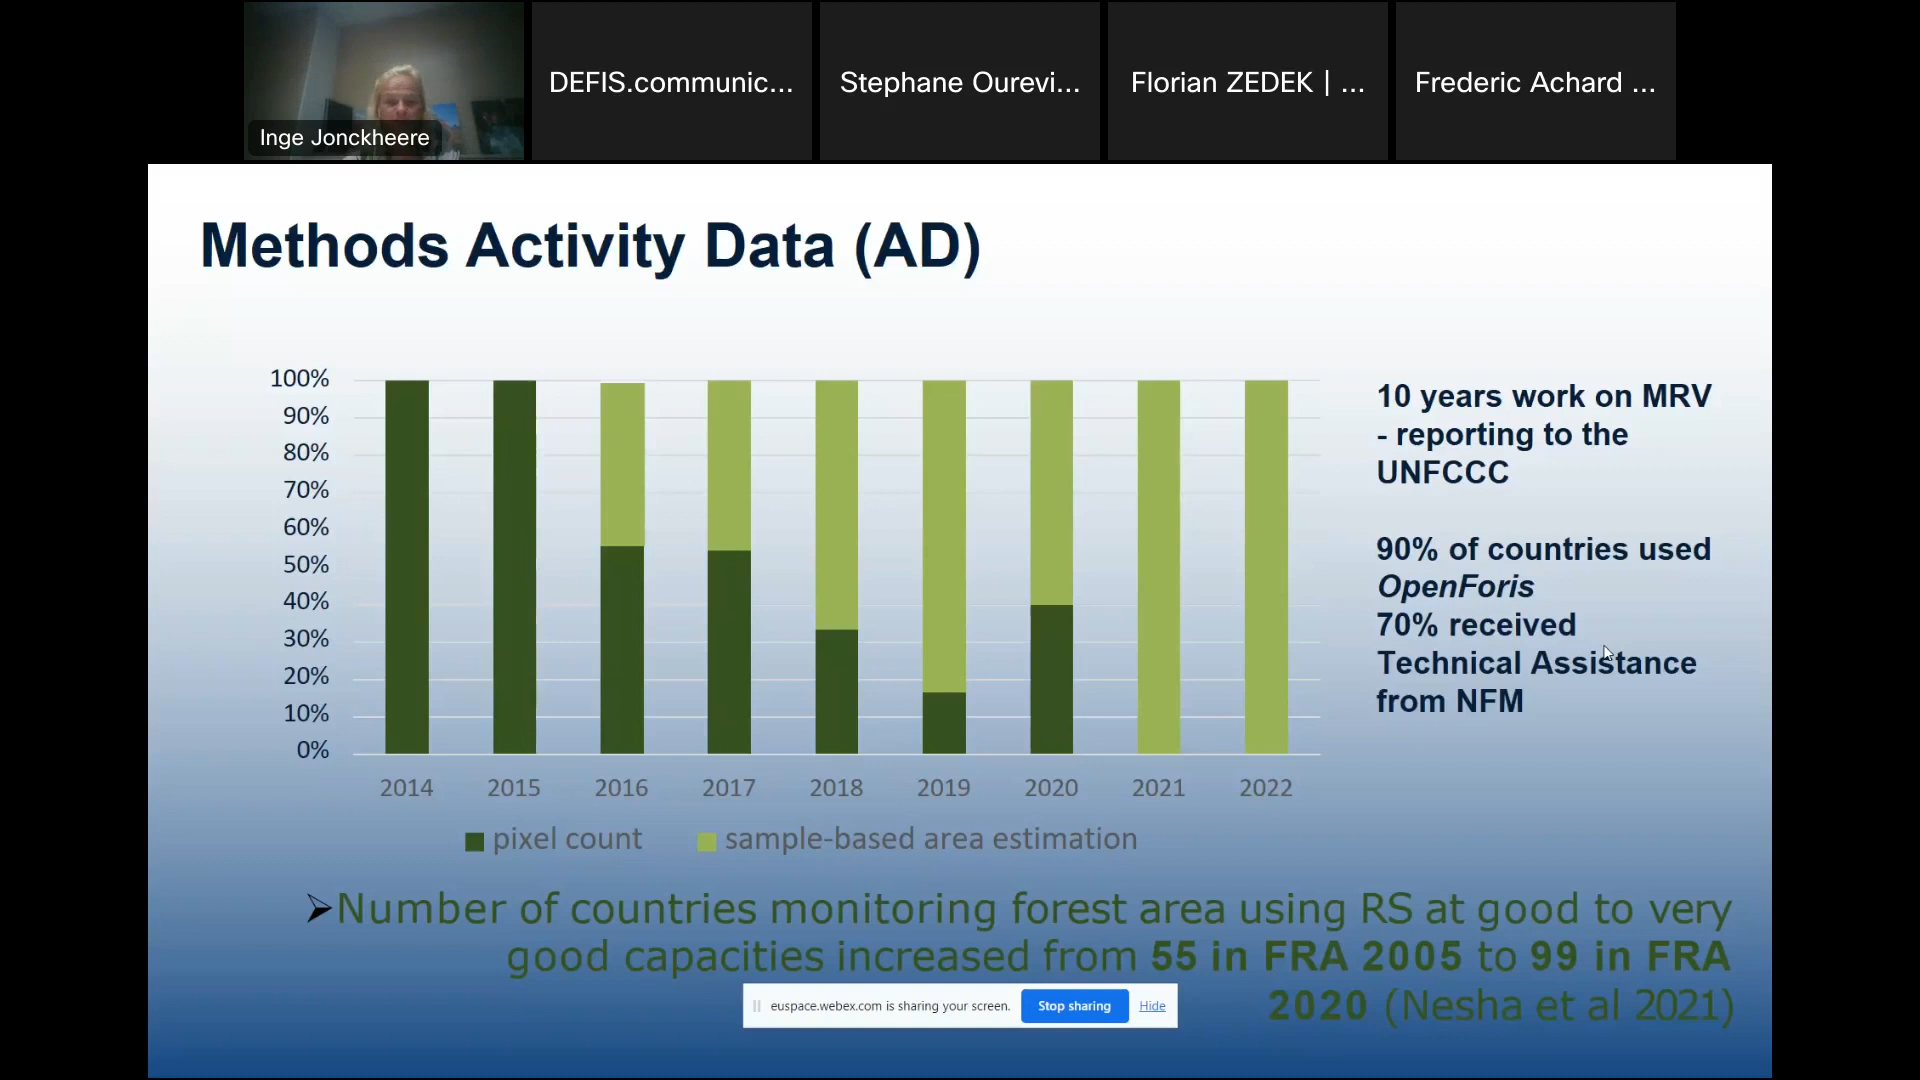 Inge Jonckheere
DEFIS.communic...
Stephane Ourevi...
Florian ZEDEK | ...
Frederic Achard ...
Methods Activity Data (AD)
100%
90%
80%
70%
60%
50%
40%
30%
20%
10%
0%
2014 2015 2016 2017 2018 2019 2020 2021 2022
pixel count sample-based area estimation
10 years work on MRV
- reporting to the
UNFCCC
90% of countries used
OpenForis
70% received
Technical Assistance
from NFM
➢Number of countries monitoring forest area using RS at good to very
good capacities increased from 55 in FRA 2005 to 99 in FRA
2020 (Nesha et al 2021)
euspace.webex.com is sharing your screen. Stop sharing Hide